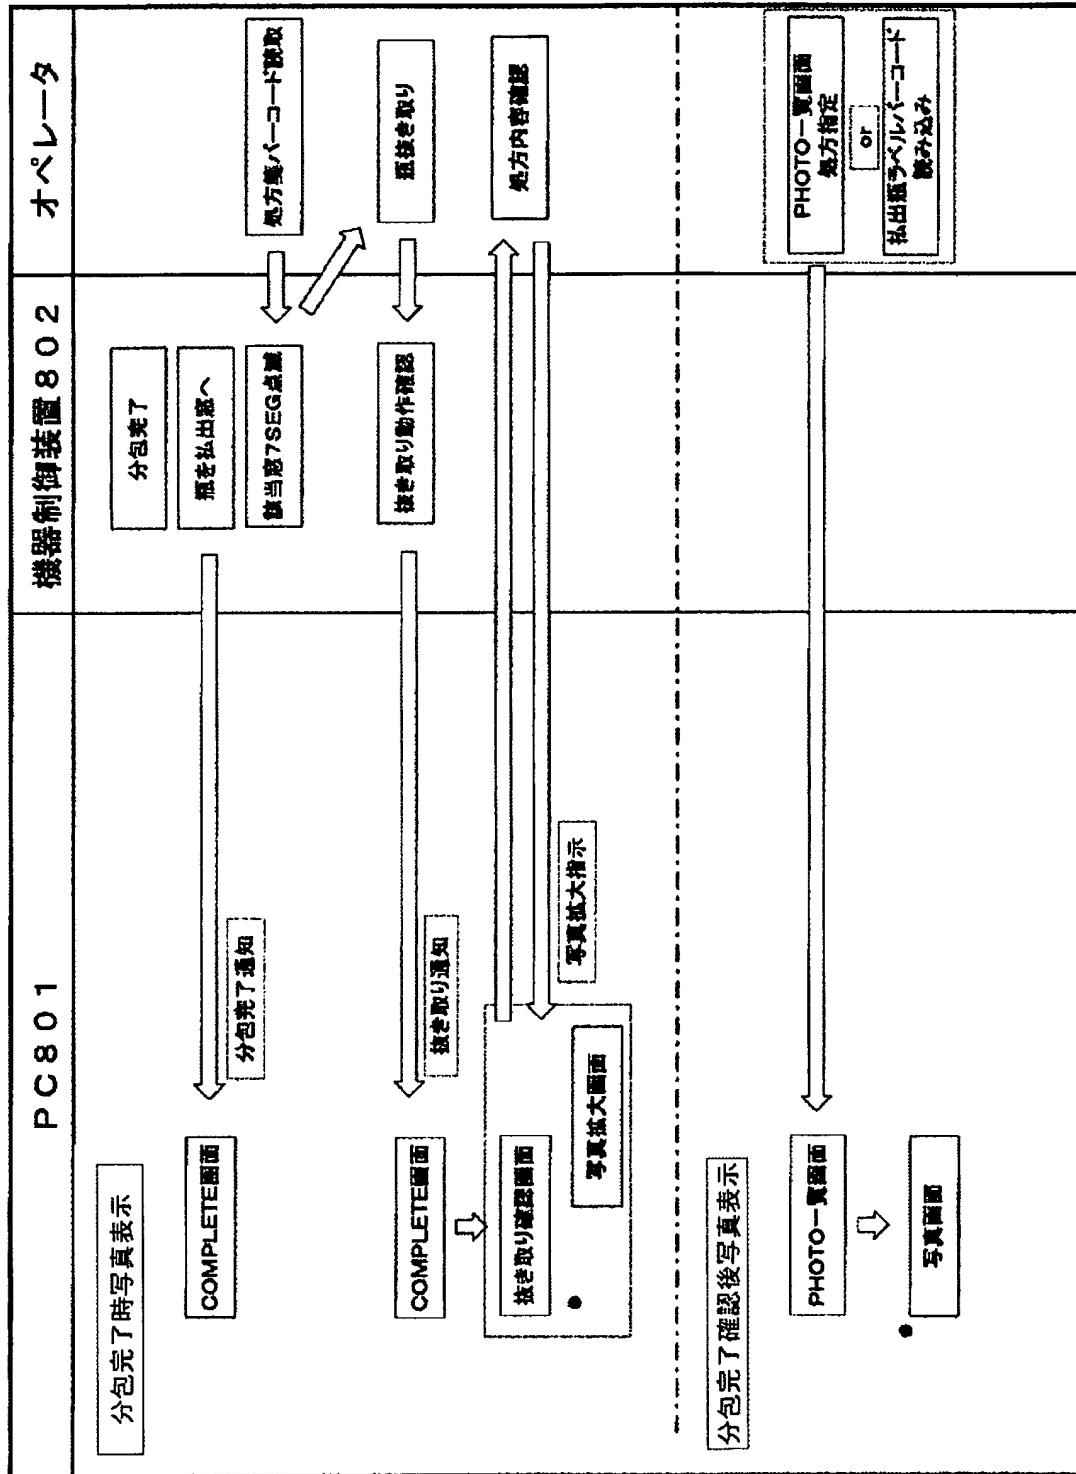 PC801
機器制御装置802
オペレータ
分包完了時写真表示
分包完了
瓶を払出窓へ
COMPLETE画面
分包完了通知
処方箋バーコード読取
該当窓7SEG点滅
瓶抜き取り
抜き取り動作確認
COMPLETE画面
抜き取り通知
抜き取り確認画面
処方内容確認
写真拡大指示
写真拡大画面
分包完了確認後写真表示
PHOTO一覧画面
処方指定
or
払出瓶ラベルバーコード
読み込み
PHOTO一覧画面
写真画面